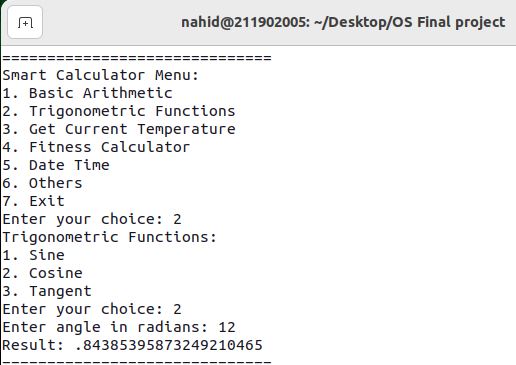 nahid@211902005: ~/Desktop/OS Final project
==============================
Smart Calculator Menu:
1. Basic Arithmetic
2. Trigonometric Functions
3. Get Current Temperature
4. Fitness Calculator
5. Date Time
6. Others
7. Exit
Enter your choice: 2
Trigonometric Functions:
1. Sine
2. Cosine
3. Tangent
Enter your choice: 2
Enter angle in radians: 12
Result: .84385395873249210465
==============================